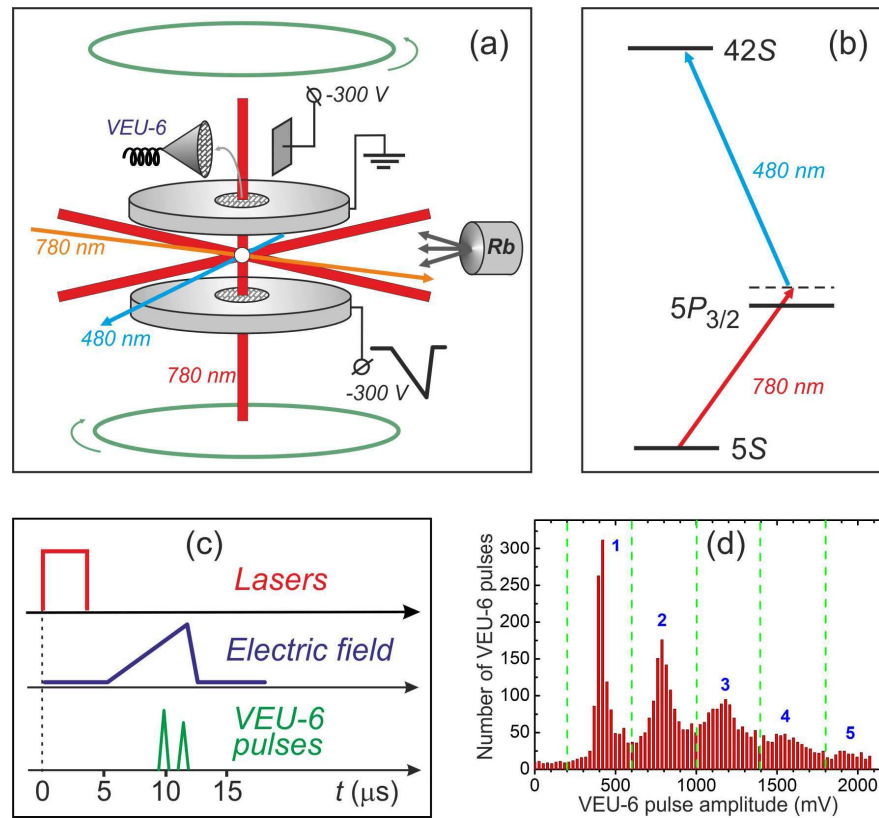 (a)
-300 V
VEU-6
780 nm
Rb
480 nm
780 nm
-300 V
(b)
42S
480 nm
5P3/2
780 nm
5S
(c)
Lasers
Electric field
VEU-6
pulses
0 5 10 15 t (μs)
(d)
Number of VEU-6 pulses
300
250
200
150
100
50
0
1
2
3
4
5
0 500 1000 1500 2000
VEU-6 pulse amplitude (mV)